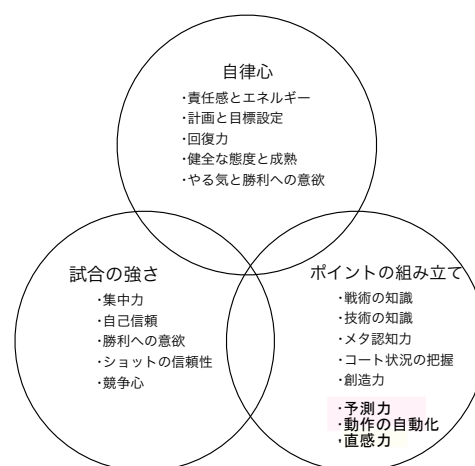 自律心
・責任感とエネルギー
・計画と目標設定
・回復力
・健全な態度と成熟
・やる気と勝利への意欲
試合の強さ
・集中力
・自己信頼
・勝利への意欲
・ショットの信頼性
・競争心
ポイントの組み立て
・戦術の知識
・技術の知識
・メタ認知力
・コート状況の把握
・創造力
・予測力
・動作の自動化
・直感力